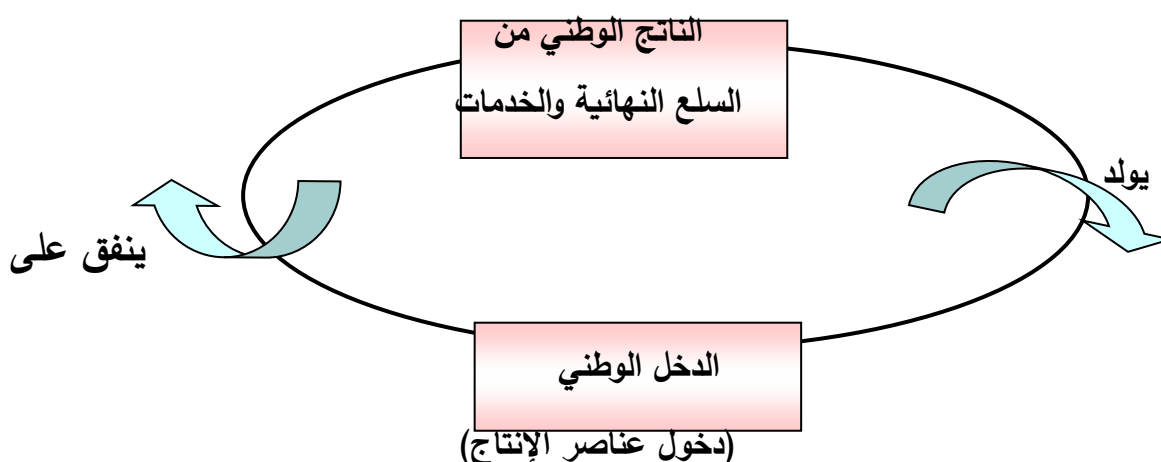 الناتج الوطني من
السلع النهائية والخدمات
يولد
ينفق على
الدخل الوطني
(دخول عناصر الإنتاج)